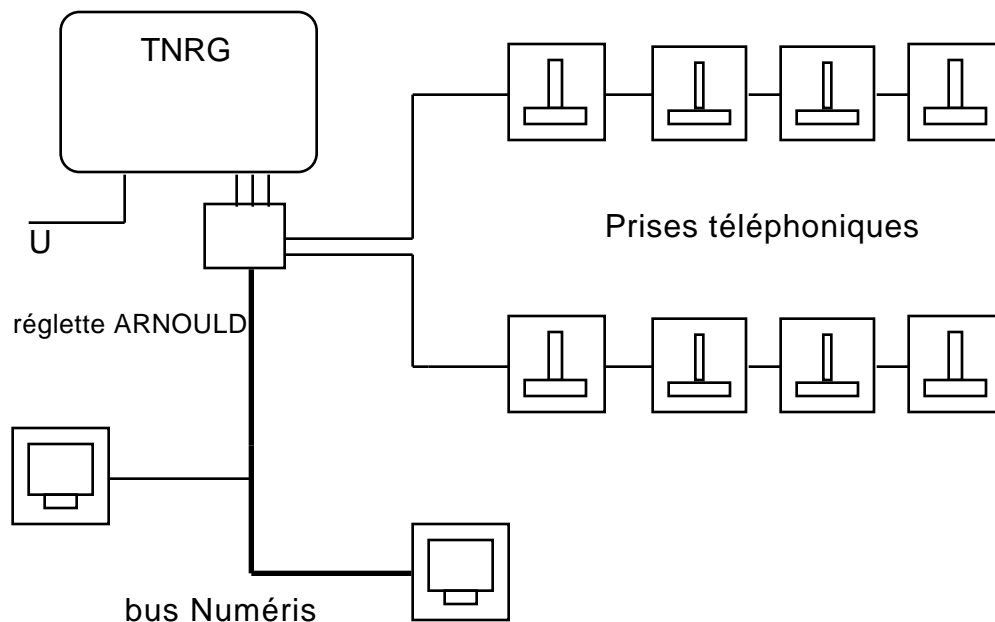 TNRG
U
Prises téléphoniques
réglette ARNOULD
bus Numéris